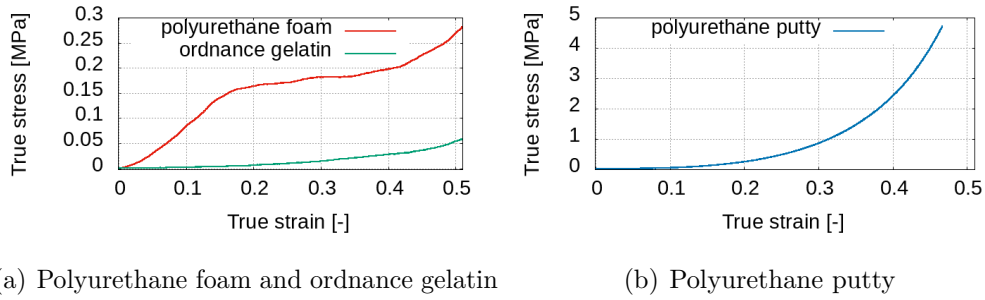 True stress [MPa]
0.3
0.25
0.2
0.15
0.1
0.05
0
polyurethane foam
ordnance gelatin
0 0.1 0.2 0.3 0.4 0.5
True strain [-]
a) Polyurethane foam and ordnance gelatin
True stress [MPa]
5
4
3
2
1
0
polyurethane putty
0 0.1 0.2 0.3 0.4 0.5
True strain [-]
(b) Polyurethane putty